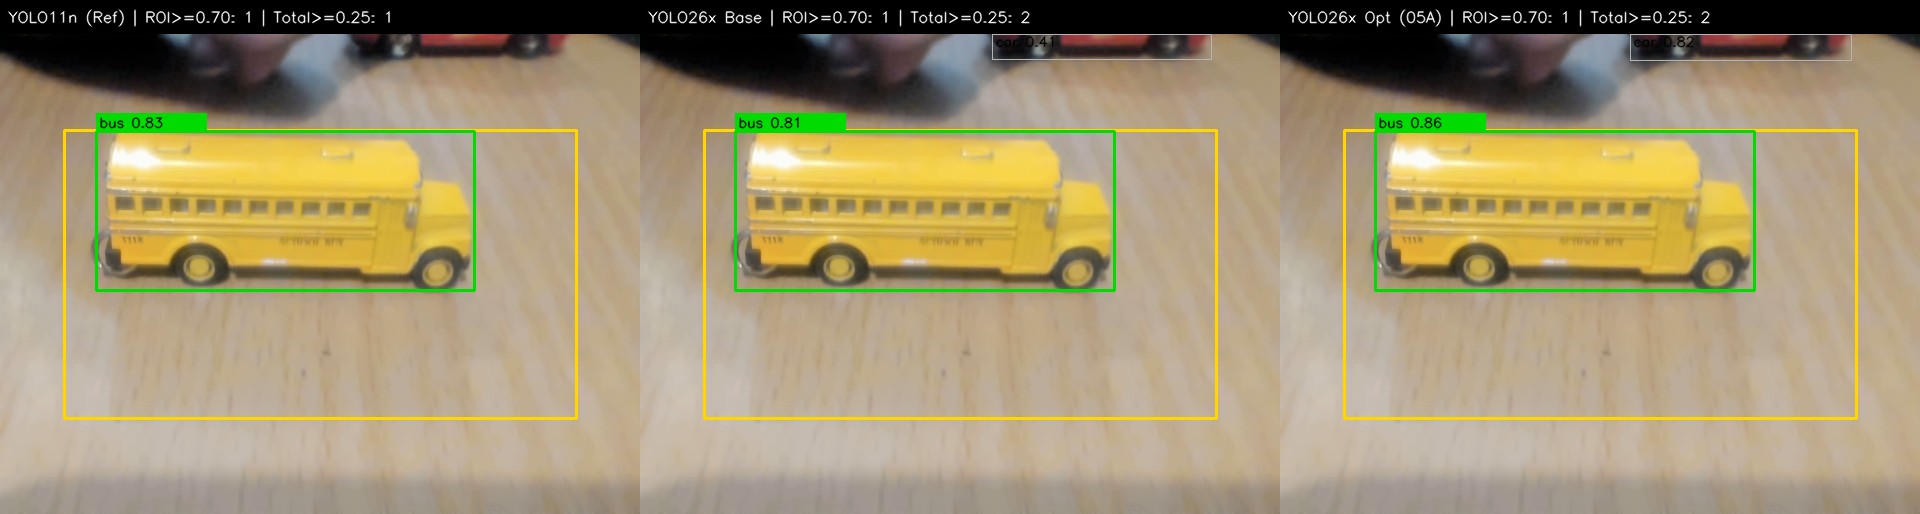 YOLO11n (Ref) | ROI>=0.70: 1 | Total>=0.25: 1
YOLO26x Base | ROI>=0.70: 1 | Total>=0.25: 2
YOLO26x Opt (05A) | ROI>=0.70: 1 | Total>=0.25: 2
car 0.41
car 0.82
bus 0.83
bus 0.81
bus 0.86